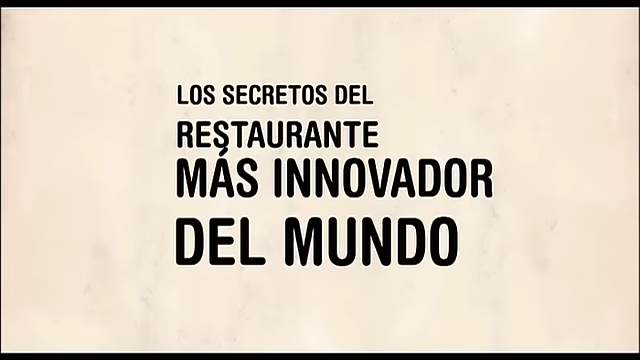 LOS SECRETOS DEL
RESTAURANTE
MÁS INNOVADOR
DEL MUNDO